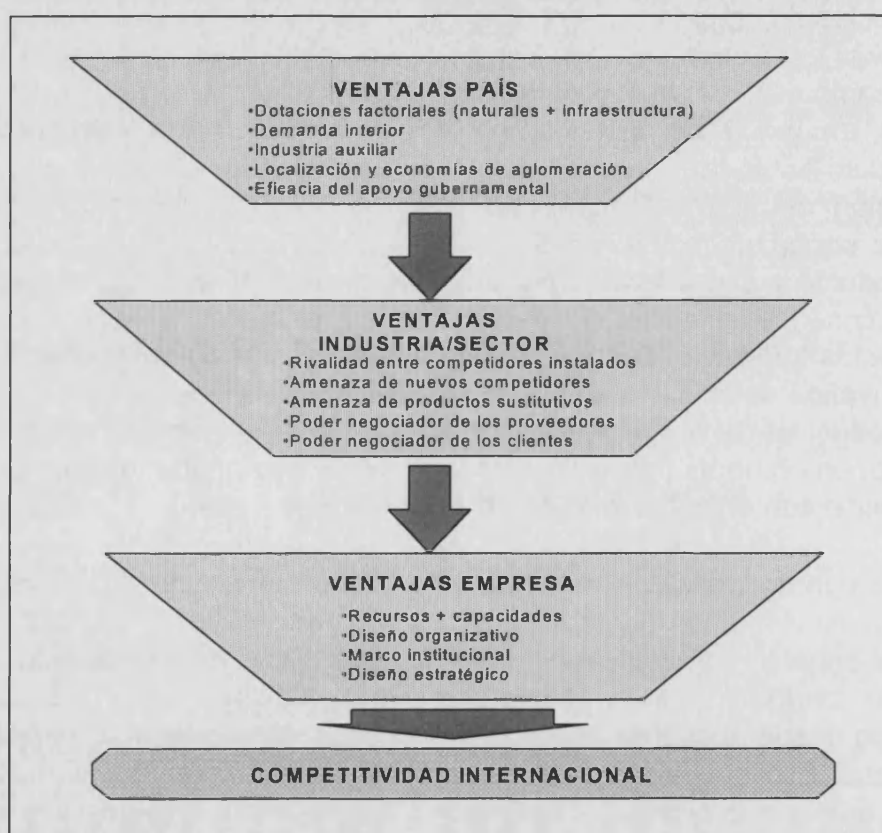 VENTAJAS PAÍS
•Dotaciones factoriales (naturales + infraestructura)
•Demanda interior
•Industria auxiliar
•Localización y economías de aglomeración
•Eficacia del apoyo gubernamental
VENTAJAS
INDUSTRIA/SECTOR
•Rivalidad entre competidores instalados
•Amenaza de nuevos competidores
•Amenaza de productos sustitutivos
•Poder negociador de los proveedores
•Poder negociador de los clientes
VENTAJAS EMPRESA
•Recursos + capacidades
•Diseño organizativo
•Marco institucional
•Diseño estratégico
COMPETITIVIDAD INTERNACIONAL